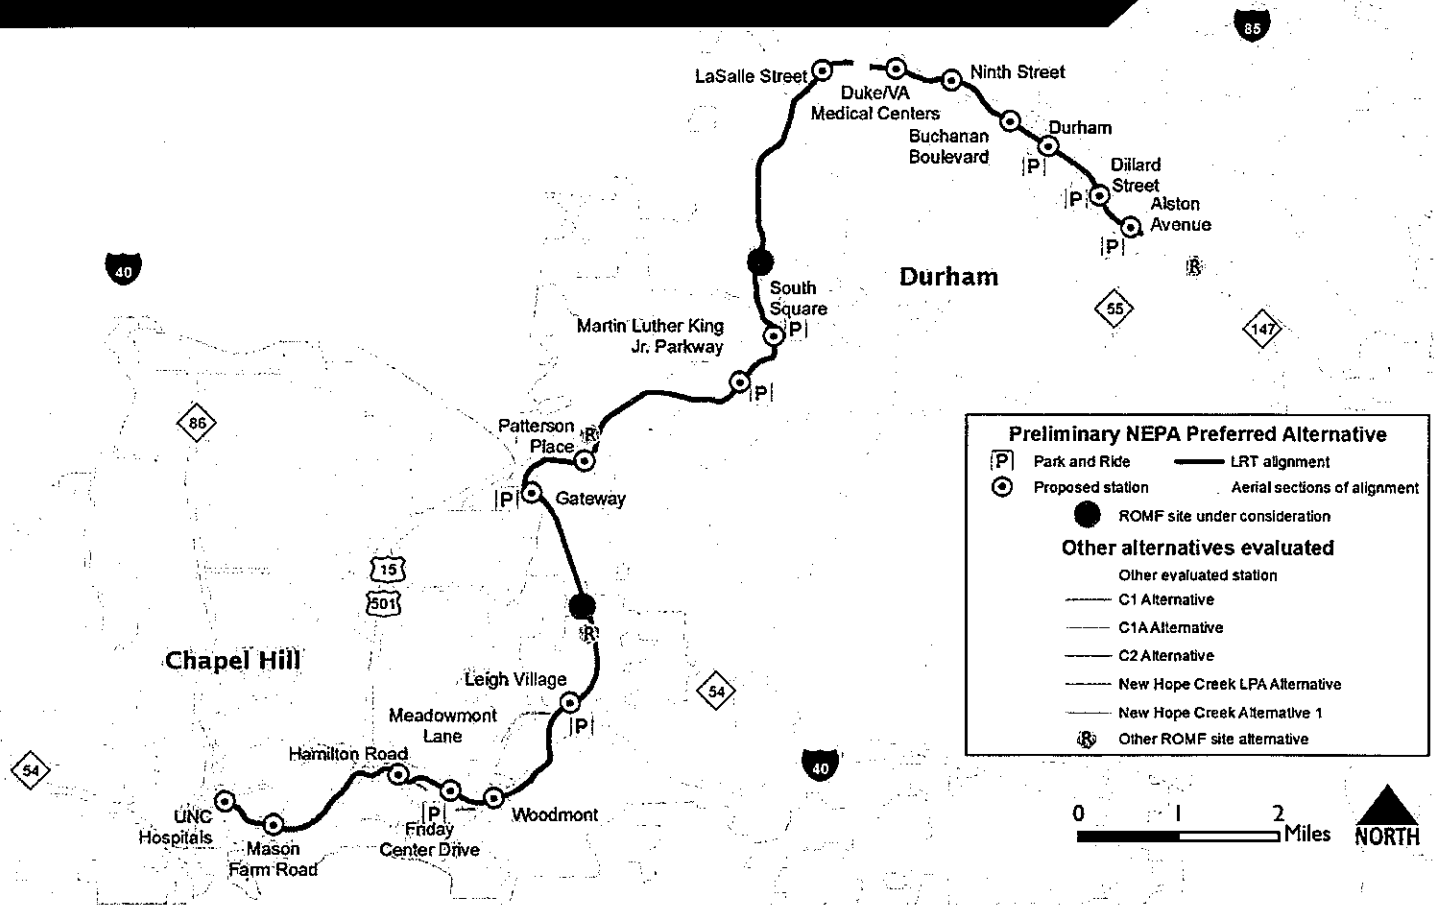 85
LaSalle Street
Ninth Street
Duke/VA
Medical Centers
Buchanan
Boulevard
Durham
P
Dillard
Street
P
Alston
Avenue
P
R
40
Durham
South
Square
P
55
147
Martin Luther King
Jr. Parkway
P
86
Patterson
Place
R
P
Gateway
15
501
R
Chapel Hill
Leigh Village
P
54
Meadowmont
Lane
Hamilton Road
54
40
UNC
Hospitals
Mason
Farm Road
P
Friday
Center Drive
Woodmont
Preliminary NEPA Preferred Alternative
P Park and Ride LRT alignment
Proposed station Aerial sections of alignment
ROMF site under consideration
Other alternatives evaluated
Other evaluated station
C1 Alternative
C1A Alternative
C2 Alternative
New Hope Creek LPA Alternative
New Hope Creek Alternative 1
R Other ROMF site alternative
0 1 2
Miles
NORTH